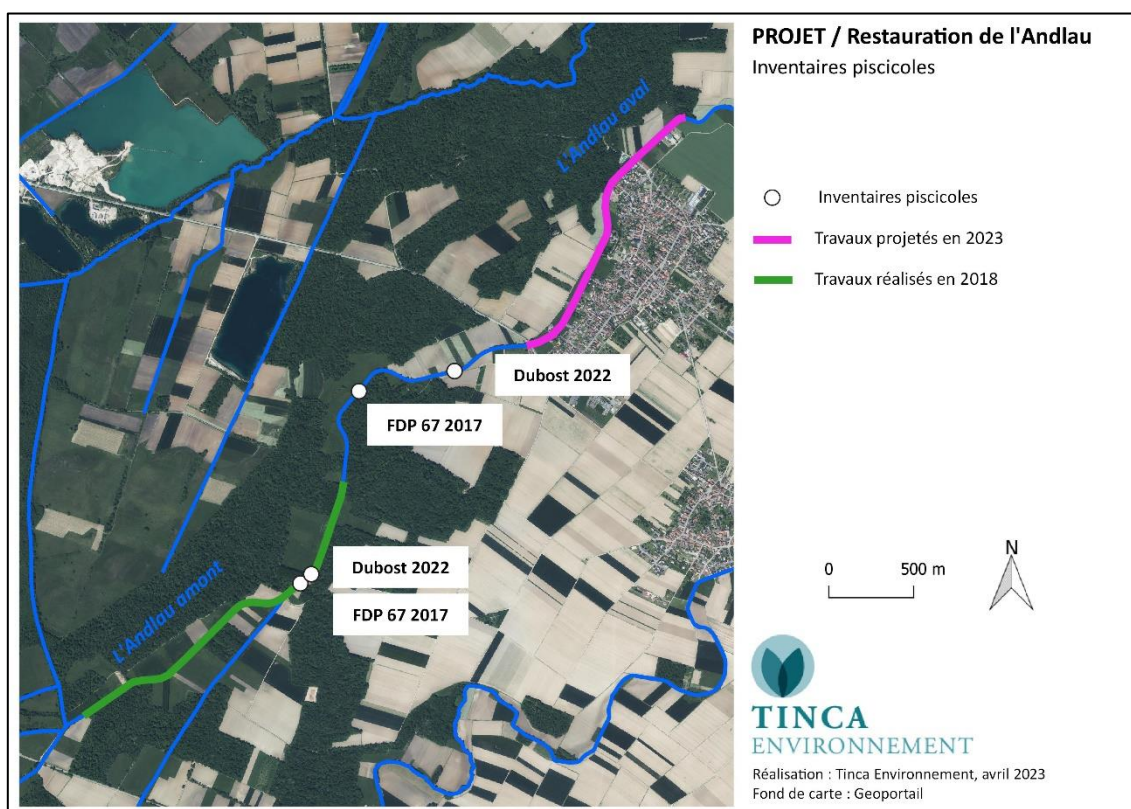 PROJET / Restauration de l'Andlau
Inventaires piscicoles
L'Andlau aval
Inventaires piscicoles
Travaux projetés en 2023
Travaux réalisés en 2018
Dubost 2022
FDP 67 2017
Dubost 2022
FDP 67 2017
L'Andlau amont
N
0 500 m
TINCA
ENVIRONNEMENT
Réalisation : Tinca Environnement, avril 2023
Fond de carte : Geoportail